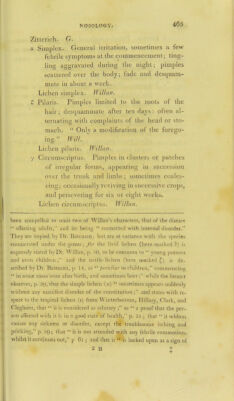 NOSOLOGY. 465
Zitterich. G.
α Simplex. General irritation, sometimes a few
febrile symptoms at the commencement; ting-
ling aggravated during the night; pimples
scattered over the body; fade and desquam-
mate in about a week.
Lichen simplex. Willan.
ε Pilaris. Pimples limited to the roots of the
hair; desquammate after ten days: often al-
ternating with complaints of the head or sto-
mach. “ Only a modification of the forego-
ing.” Will.
Lichen pilaris. Willan.
γ Circumscriptus. Pimples in clusters or patches
of irregular forms, appearing in succession
over the trunk and limbs; sometimes coales-
cing; occasionally reviving in successive crops,
and persevering for six or eight weeks.
Lichen circumscriptus. Willan.
been compelled to omit two of Willan's characters, that of the disease
“ affecting adults,” and its being “ connected with internal disorder.”
They are copied by Dr. Bateman; but are at variance with the species
enumerated under the genus; for the third lichen (here marked
is
expressly stated by Dr. Willan, p. 50, to be common to “ young persons
and even children;” and the
lichen (here marked
is de-
scribed by Dr. Bateman, p. 12, as “ peculiar to children,” commencing
“ in some cases soon after birth, and sometimes later:” while the former
observes, p. 29, that the simple lichen (α) “ sometimes appears suddenly
without any manifest disorder of the constitution;” and states with re-
spect to the tropical lichen (ε) from Winterbottom, Hillary, Clark, and
Cleghorn, that “ it is considered as salutary;” as “ a proof that the per-
son affected with it is in a good state of health,” p. 55; that “ it seldom
causes any sickness or disorder, except the troublesome itching and
pricking,” p. 59; that “ it is not attended with any febrile commotion,
whilst it continues out,” p. 61; and that it “ is looked upon as a sign of
2 H